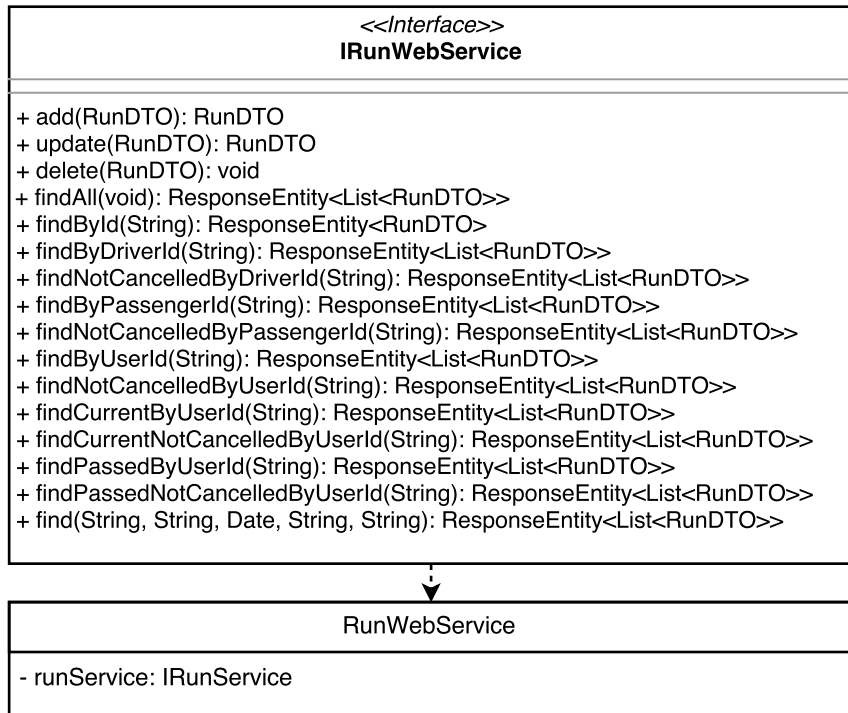 <<Interface>>
IRunWebService
+ add(RunDTO): RunDTO
+ update(RunDTO): RunDTO
+ delete(RunDTO): void
+ findAll(void): ResponseEntity<List<RunDTO>>
+ findById(String): ResponseEntity<RunDTO>
+ findByDriverId(String): ResponseEntity<List<RunDTO>>
+ findNotCancelledByDriverId(String): ResponseEntity<List<RunDTO>>
+ findByPassengerId(String): ResponseEntity<List<RunDTO>>
+ findNotCancelledByPassengerId(String): ResponseEntity<List<RunDTO>>
+ findByUserId(String): ResponseEntity<List<RunDTO>>
+ findNotCancelledByUserId(String): ResponseEntity<List<RunDTO>>
+ findCurrentByUserId(String): ResponseEntity<List<RunDTO>>
+ findCurrentNotCancelledByUserId(String): ResponseEntity<List<RunDTO>>
+ findPassedByUserId(String): ResponseEntity<List<RunDTO>>
+ findPassedNotCancelledByUserId(String): ResponseEntity<List<RunDTO>>
+ find(String, String, Date, String, String): ResponseEntity<List<RunDTO>>
RunWebService
- runService: IRunService